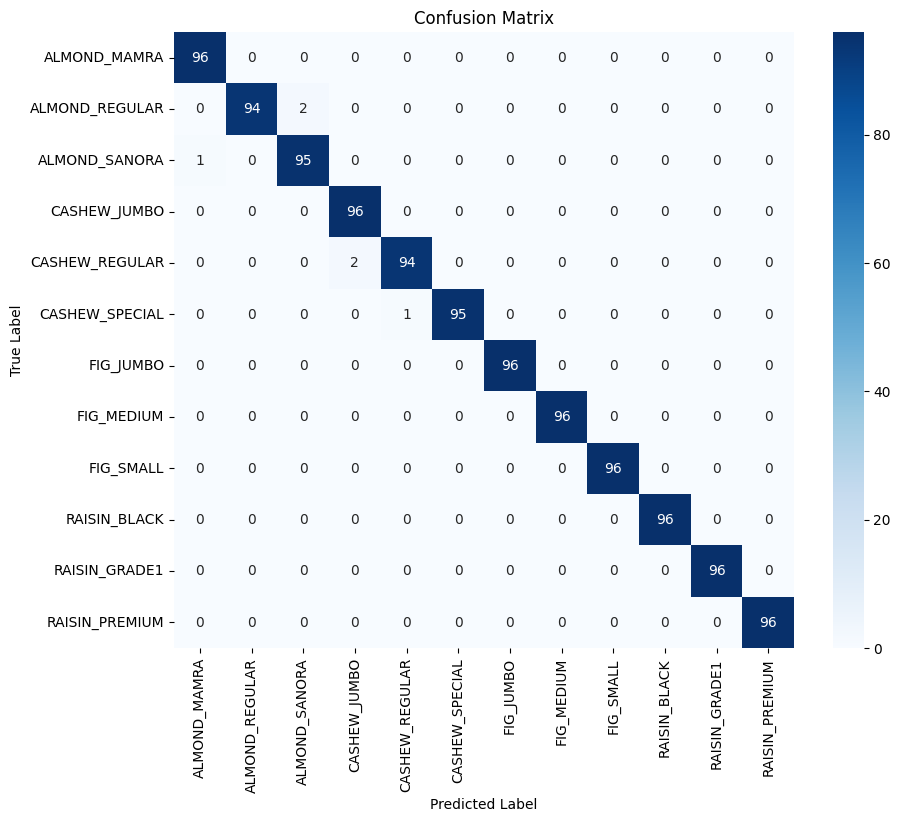 Confusion Matrix
ALMOND_MAMRA 96 0 0 0 0 0 0 0 0 0 0 0
ALMOND_REGULAR 0 94 2 0 0 0 0 0 0 0 0 0
ALMOND_SANORA 1 0 95 0 0 0 0 0 0 0 0 0
CASHEW_JUMBO 0 0 0 96 0 0 0 0 0 0 0 0
CASHEW_REGULAR 0 0 0 2 94 0 0 0 0 0 0 0
CASHEW_SPECIAL 0 0 0 0 1 95 0 0 0 0 0 0
FIG_JUMBO 0 0 0 0 0 0 96 0 0 0 0 0
FIG_MEDIUM 0 0 0 0 0 0 0 96 0 0 0 0
FIG_SMALL 0 0 0 0 0 0 0 0 96 0 0 0
RAISIN_BLACK 0 0 0 0 0 0 0 0 0 96 0 0
RAISIN_GRADE1 0 0 0 0 0 0 0 0 0 0 96 0
RAISIN_PREMIUM 0 0 0 0 0 0 0 0 0 0 0 96
True Label
ALMOND_MAMRA
ALMOND_REGULAR
ALMOND_SANORA
CASHEW_JUMBO
CASHEW_REGULAR
CASHEW_SPECIAL
FIG_JUMBO
FIG_MEDIUM
FIG_SMALL
RAISIN_BLACK
RAISIN_GRADE1
RAISIN_PREMIUM
Predicted Label
80
60
40
20
0